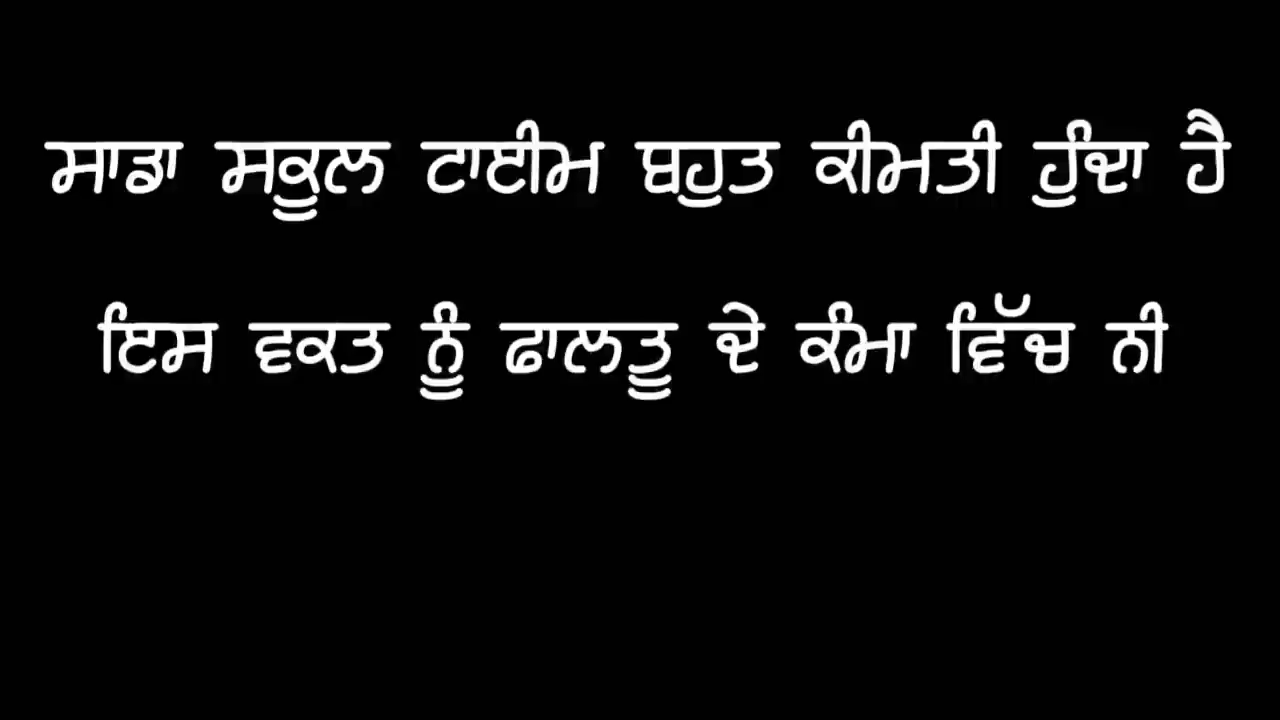 ਸਾਡਾ ਸਕੂਲ ਟਾਈਮ ਬਹੁਤ ਕੀਮਤੀ ਹੁੰਦਾ ਹੈ
ਇਸ ਵਕਤ ਨੂੰ ਫਾਲਤੂ ਦੇ ਕੰਮਾ ਵਿੱਚ ਨੀ